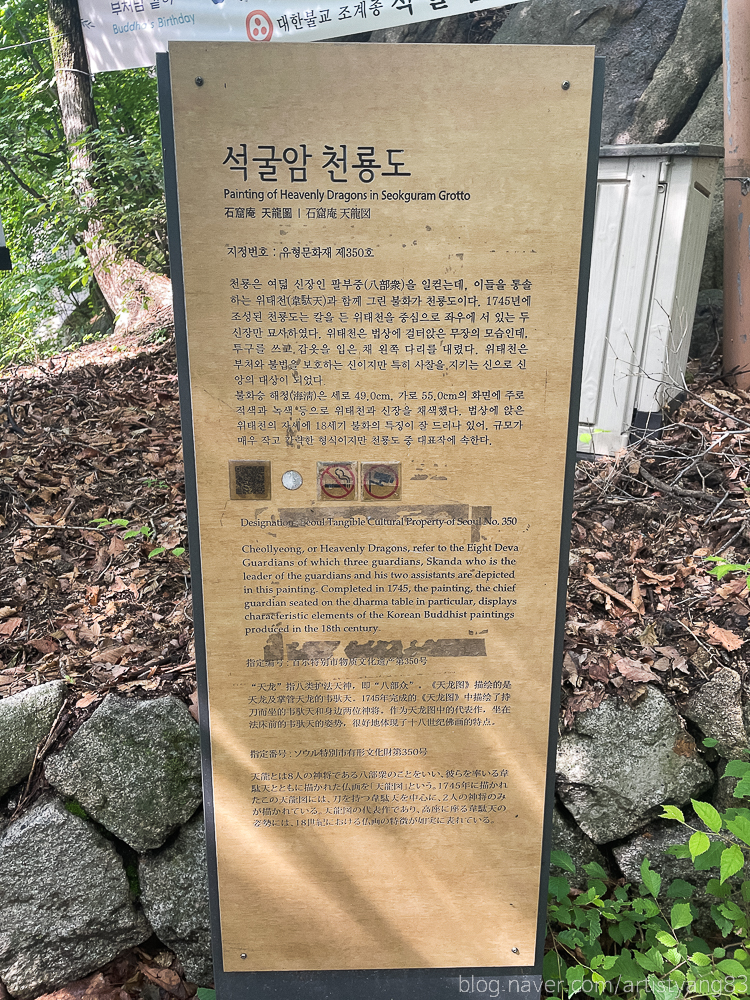 부처님 같이
Buddha's Birthday
대한불교 조계종 석굴
석굴암 천룡도
Painting of Heavenly Dragons in Seokguram Grotto
石窟庵 天龍圖 | 石窟庵 天龍図
지정번호 : 유형문화재 제350호
천룡은 여덟 신장인 팔부중(八部衆)을 일컫는데, 이들을 통솔
하는 위태천(韋駄天)과 함께 그린 불화가 천룡도이다. 1745년에
조성된 천룡도는 칼을 든 위태천을 중심으로 좌우에 서 있는 두
신장만 묘사하였다. 위태천은 법상에 걸터앉은 무장의 모습인데,
투구를 쓰고 갑옷을 입은 채 왼쪽 다리를 내렸다. 위태천은
부처와 불법을 보호하는 신이지만 특히 사찰을 지키는 신으로 신
앙의 대상이 되었다.
불화승 해청(海淸)은 세로 49.0cm, 가로 55.0cm의 화면에 주로
적색과 녹색 등으로 위태천과 신장을 채색했다. 법상에 앉은
위태천의 자세에 18세기 불화의 특징이 잘 드러나 있어, 규모가
매우 작고 간략한 형식이지만 천룡도 중 대표작에 속한다.
Designation : Seoul Tangible Cultural Property of Seoul No. 350
Cheollyeong, or Heavenly Dragons, refer to the Eight Deva
Guardians of which three guardians, Skanda who is the
leader of the guardians and his two assistants are depicted
in this painting. Completed in 1745, the painting, the chief
guardian seated on the dharma table in particular, displays
characteristic elements of the Korean Buddhist paintings
produced in the 18th century.
指定编号 : 首尔特别市物质文化遗产第350号
“天龙”指八类护法天神, 即“八部众”。《天龙图》描绘的是
天龙及掌管天龙的韦驮天。1745年完成的《天龙图》中描绘了持
刀而坐的韦驮天和身边两位神将。作为天龙图中的代表作, 坐在
法床前的韦驮天的姿势, 很好地体现了十八世纪佛画的特点。
指定番号 : ソウル特別市有形文化財第350号
天龍とは8人の神将である八部衆のことをいい、彼らを率いる韋
駄天とともに描かれた仏画を「天龍図」という。1745年に描かれ
たこの天龍図には、刀を持つ韋駄天を中心に、2人の神将のみ
が描かれている。天龍図の代表作であり、高座に座る韋駄天の
姿勢には、18世紀における仏画の特徴が如実に表れている。
blog.naver.com/artistyang83